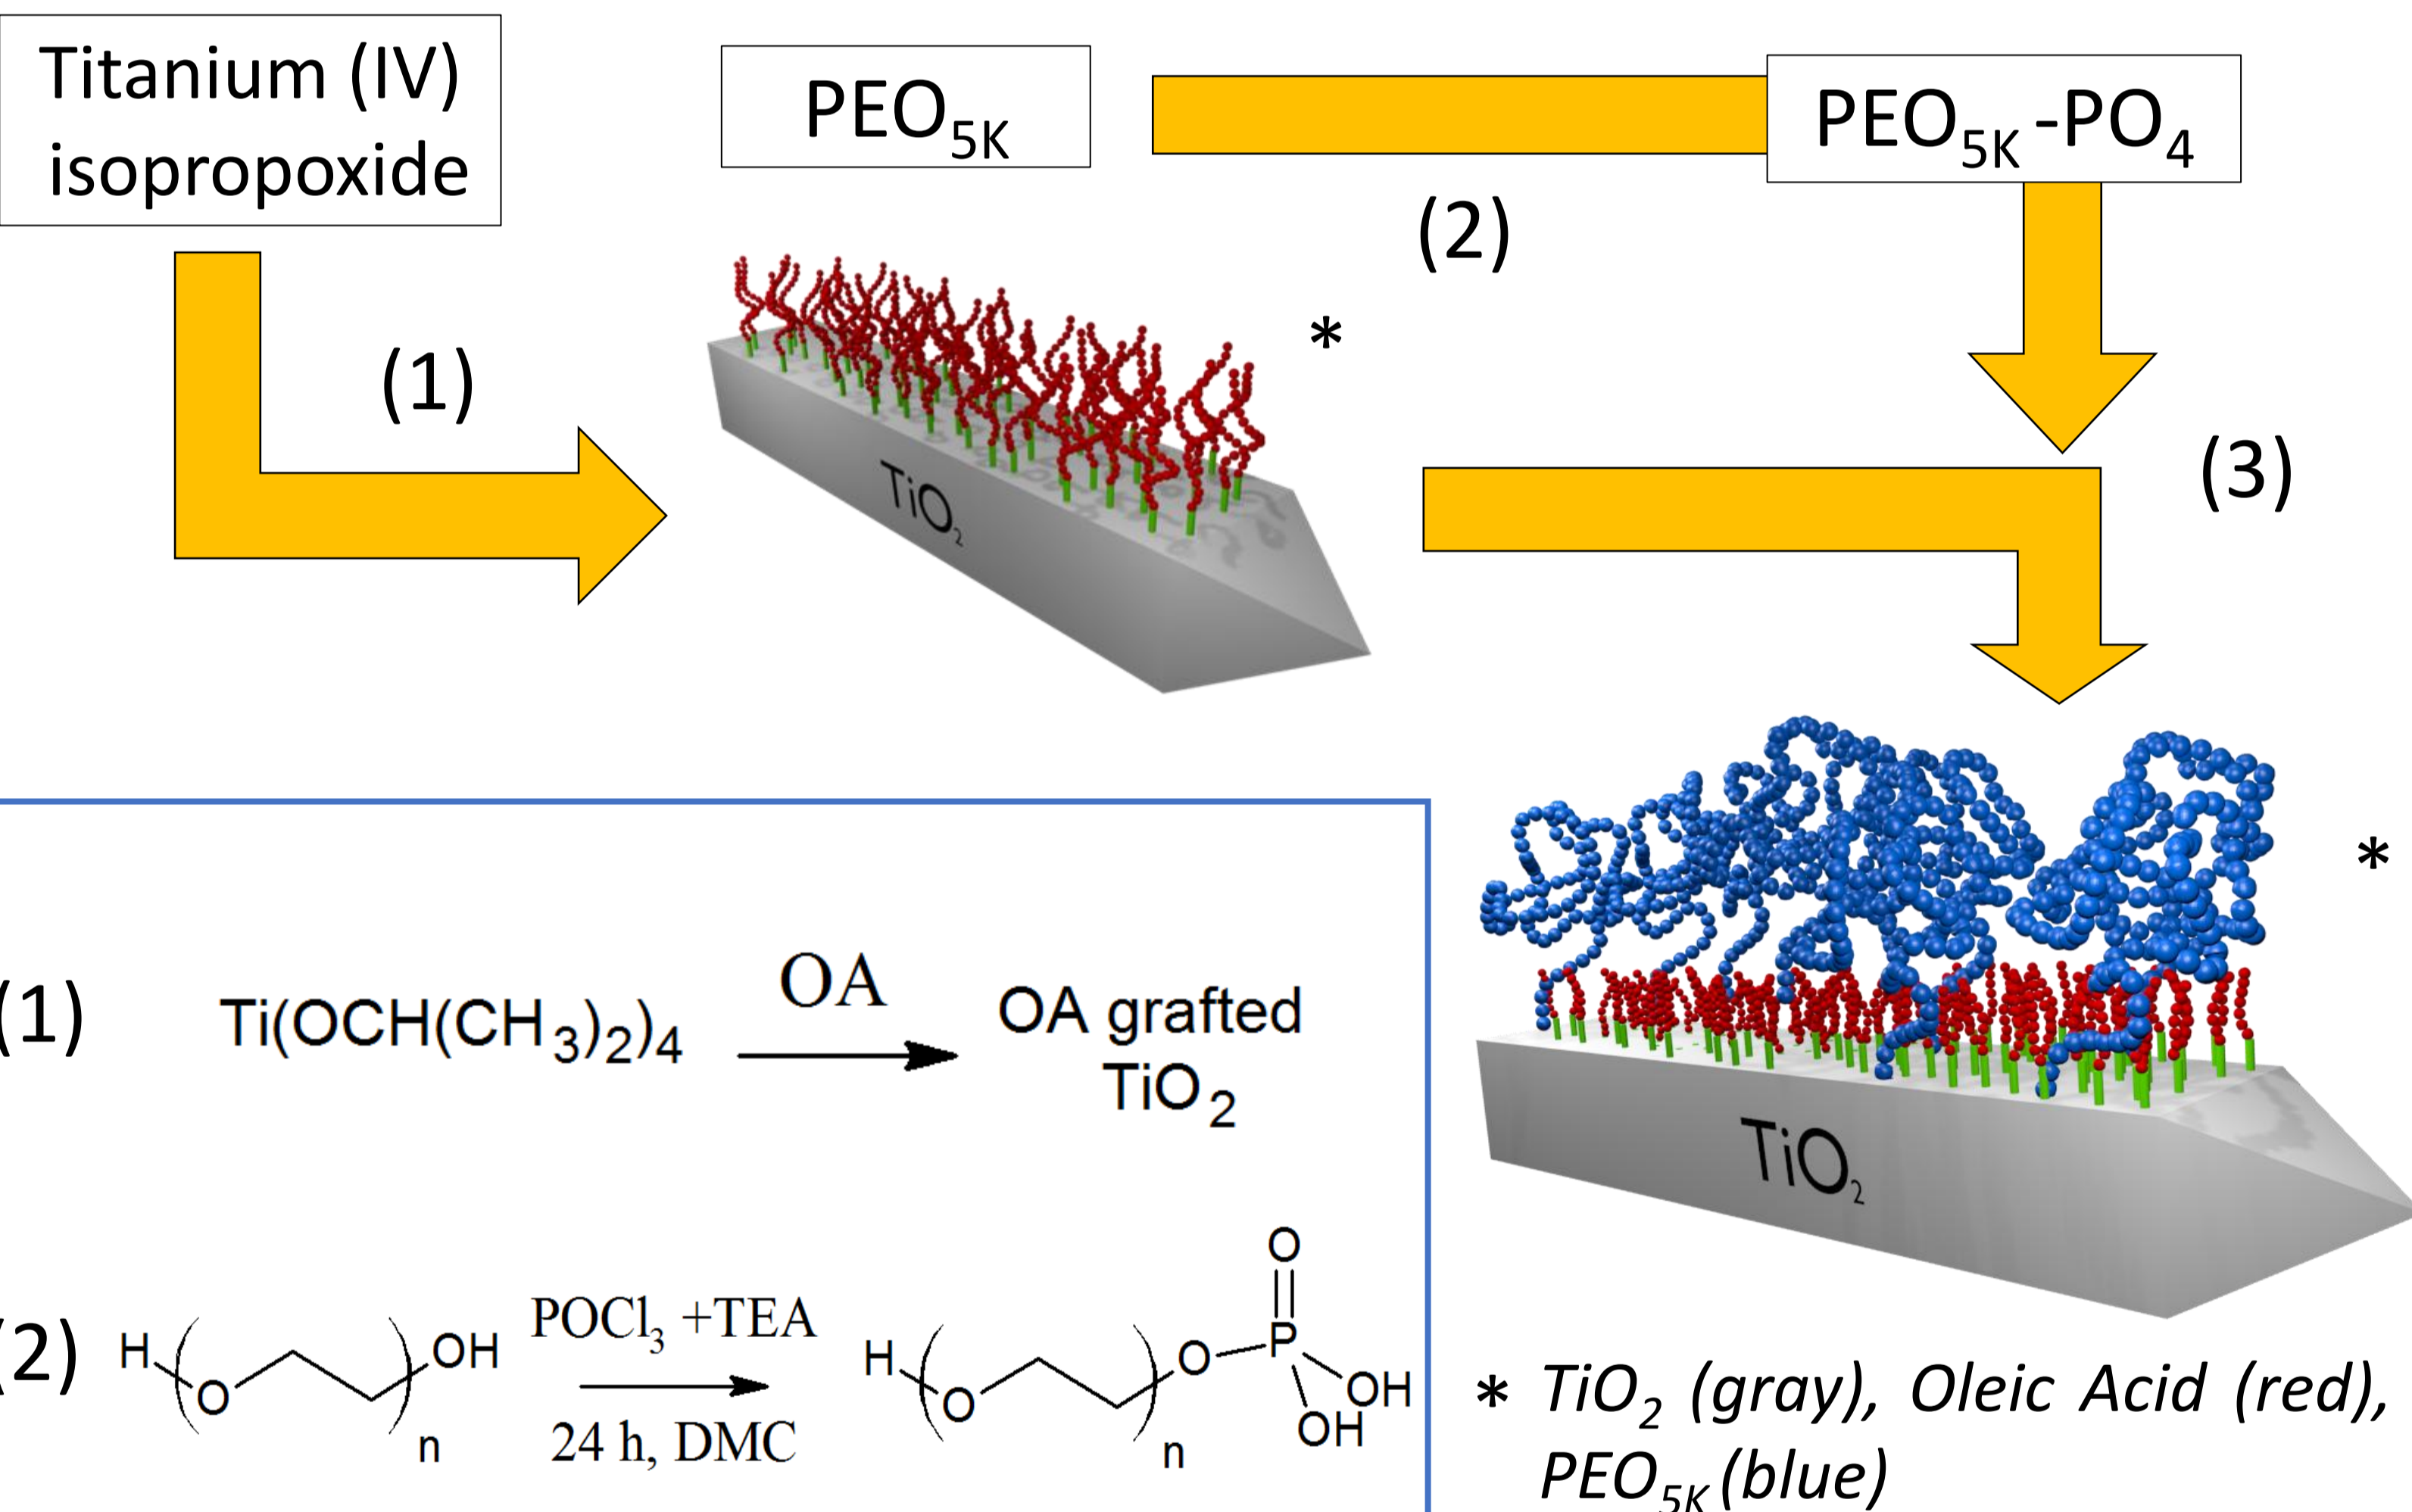 Titanium (IV)
isopropoxide
PEO5K
PEO5K -PO4
(2)
*
(1)
(3)
TiO2
*
(1)
Ti(OCH(CH3)2)4
OA
OA grafted
TiO2
TiO2
(2)
H
O
n
OH
POCl3 +TEA
24 h, DMC
H
O
n
O
P
O
OH
OH
* TiO2 (gray), Oleic Acid (red),
PEO5K (blue)